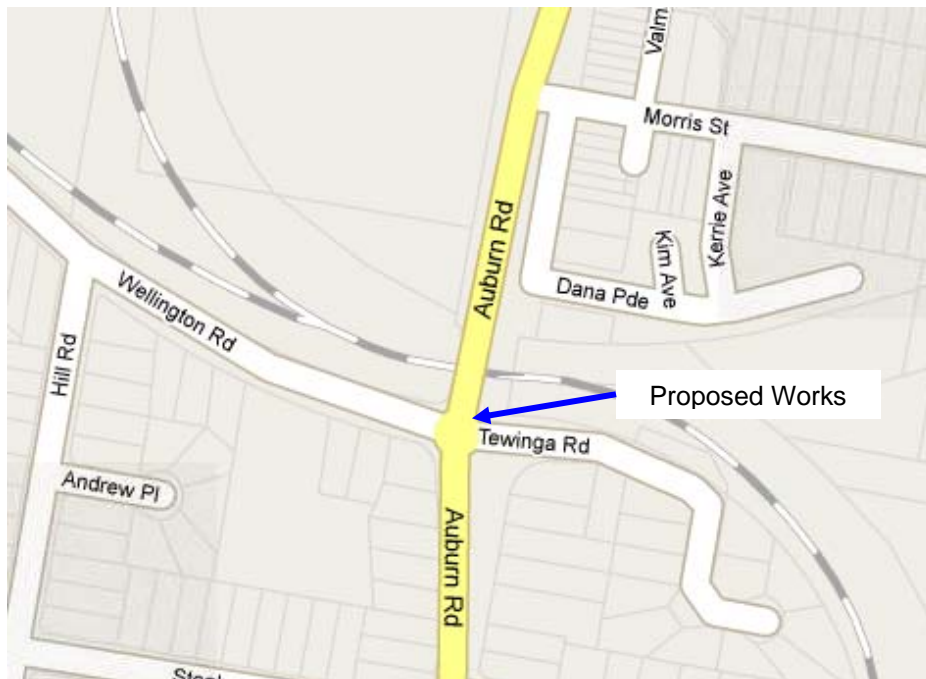 Valm
Morris St
Auburn Rd
Kerrie Ave
Kim Ave
Dana Pde
Wellington Rd
Hill Rd
Proposed Works
Tewinga Rd
Andrew Pl
Auburn Rd